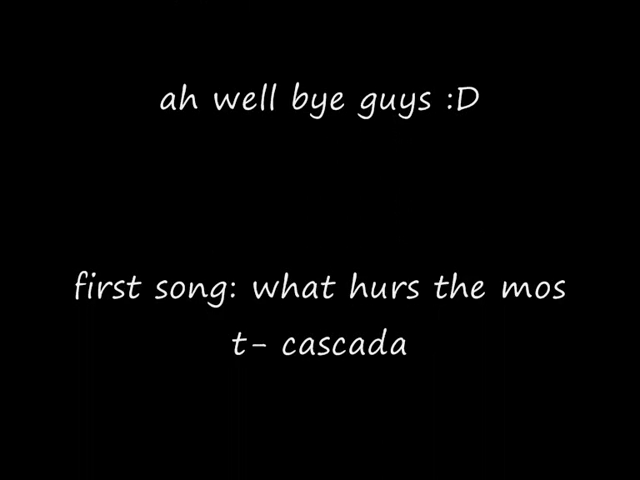 ah well bye guys :D
first song: what hurs the mos
t- cascada